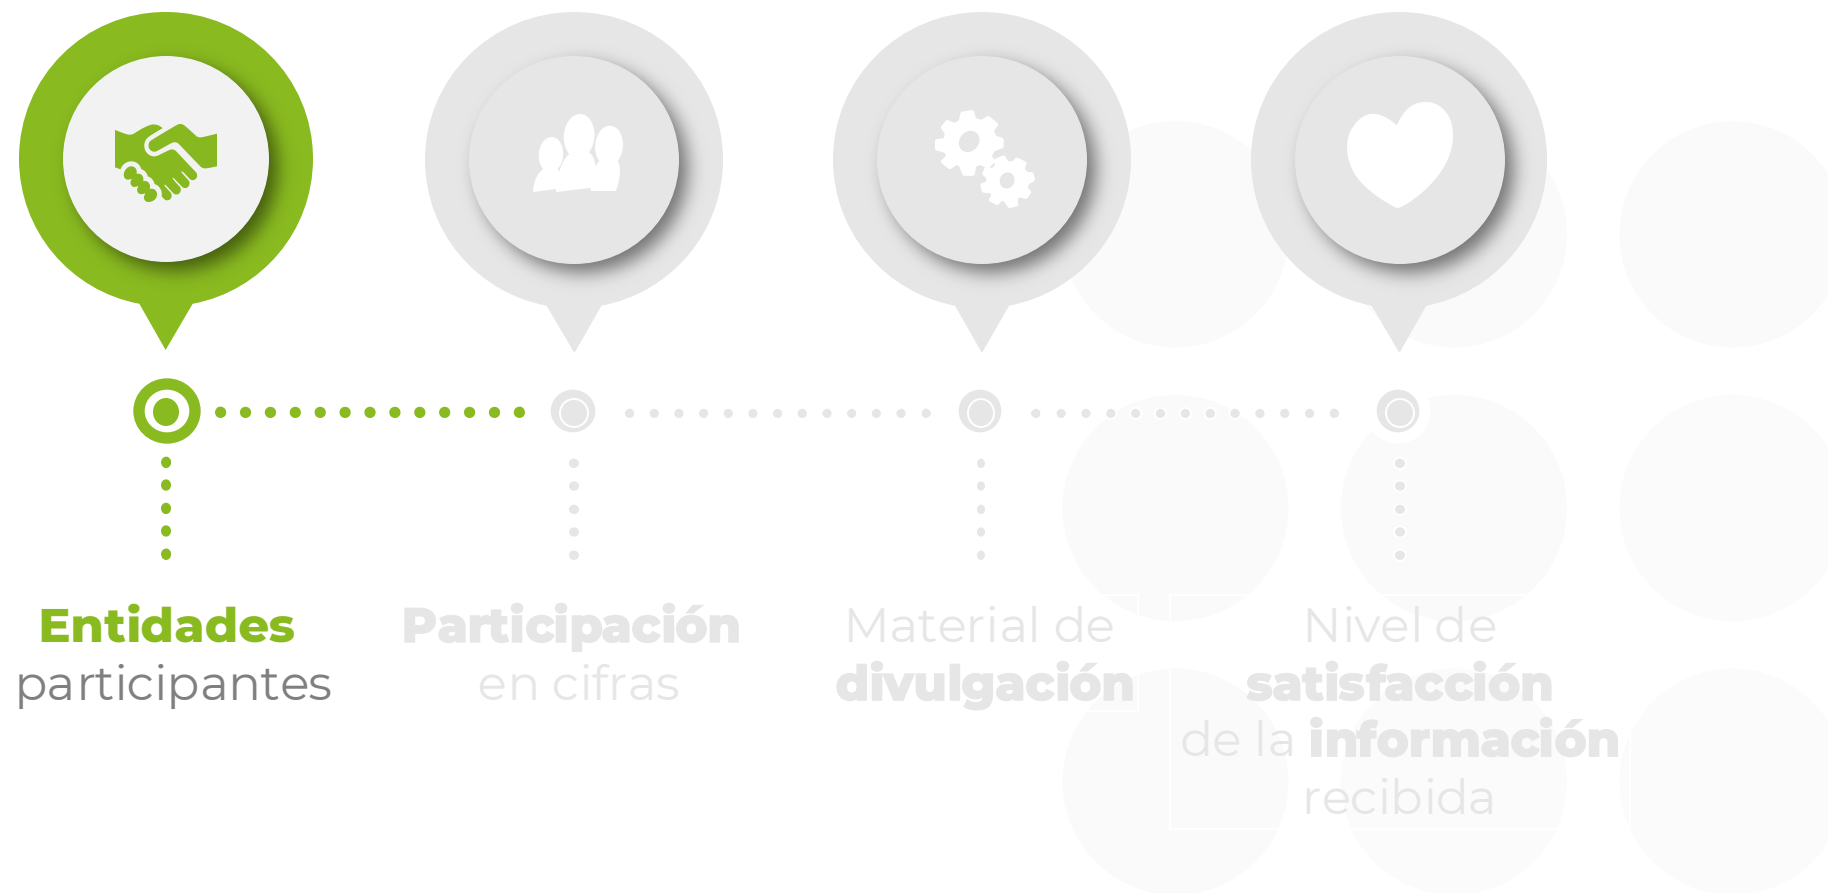 Entidades
participantes
Participación
en cifras
Material de
divulgación
Nivel de
satisfacción
de la información
recibida